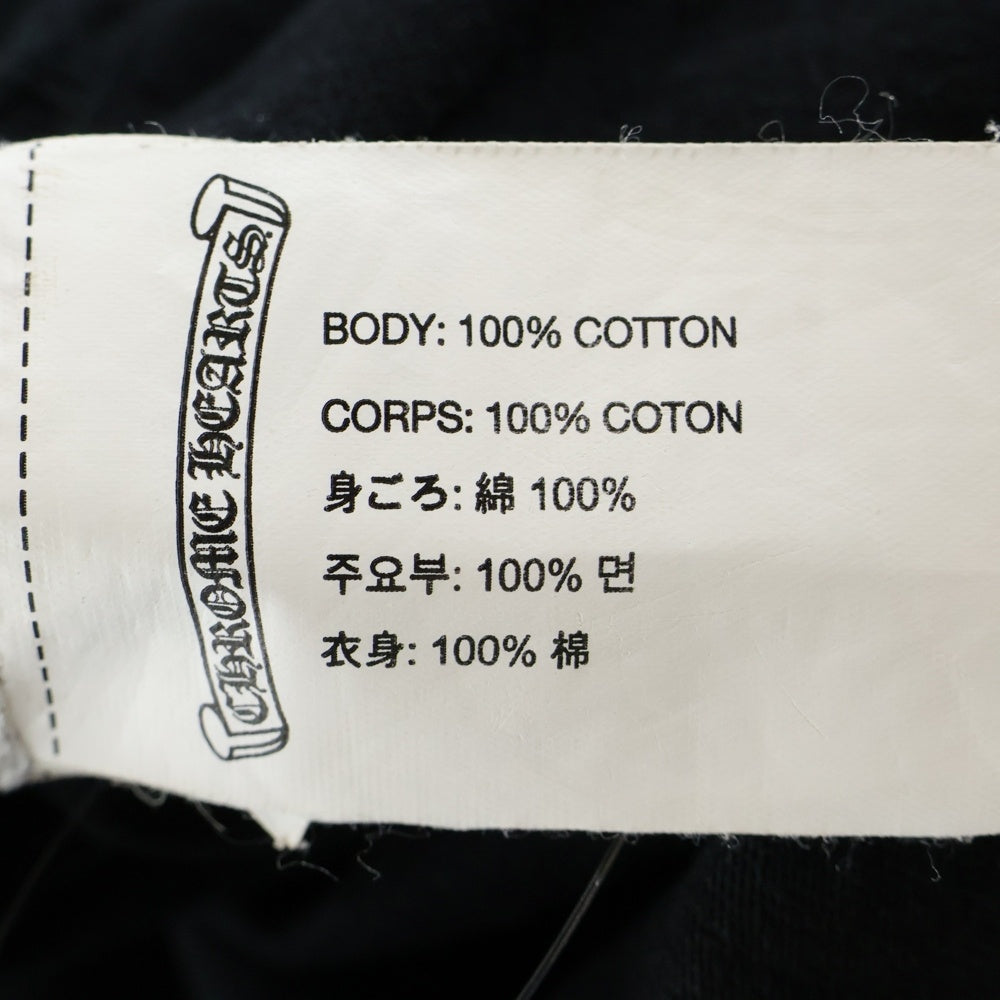 CHROME HEARTS
BODY: 100% COTTON
CORPS: 100% COTON
身ごろ: 綿 100%
주요부: 100% 면
衣身: 100% 棉